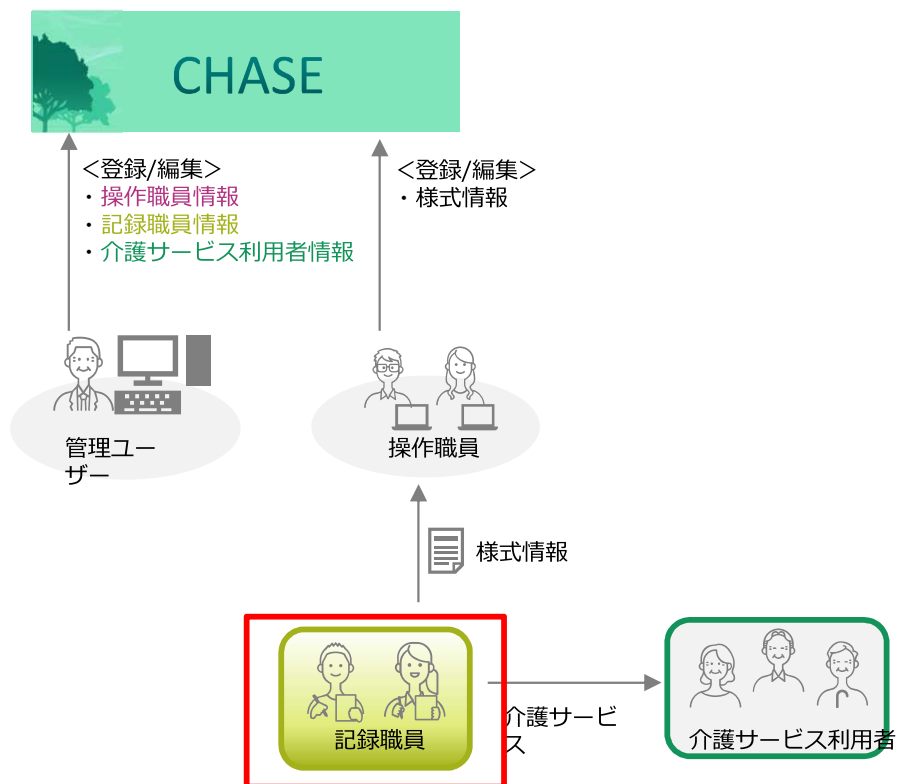 CHASE
<登録/編集>
・操作職員情報
・記録職員情報
・介護サービス利用者情報
<登録/編集>
・様式情報
管理ユー
ザー
操作職員
様式情報
記録職員
介護サービ
ス
介護サービス利用者